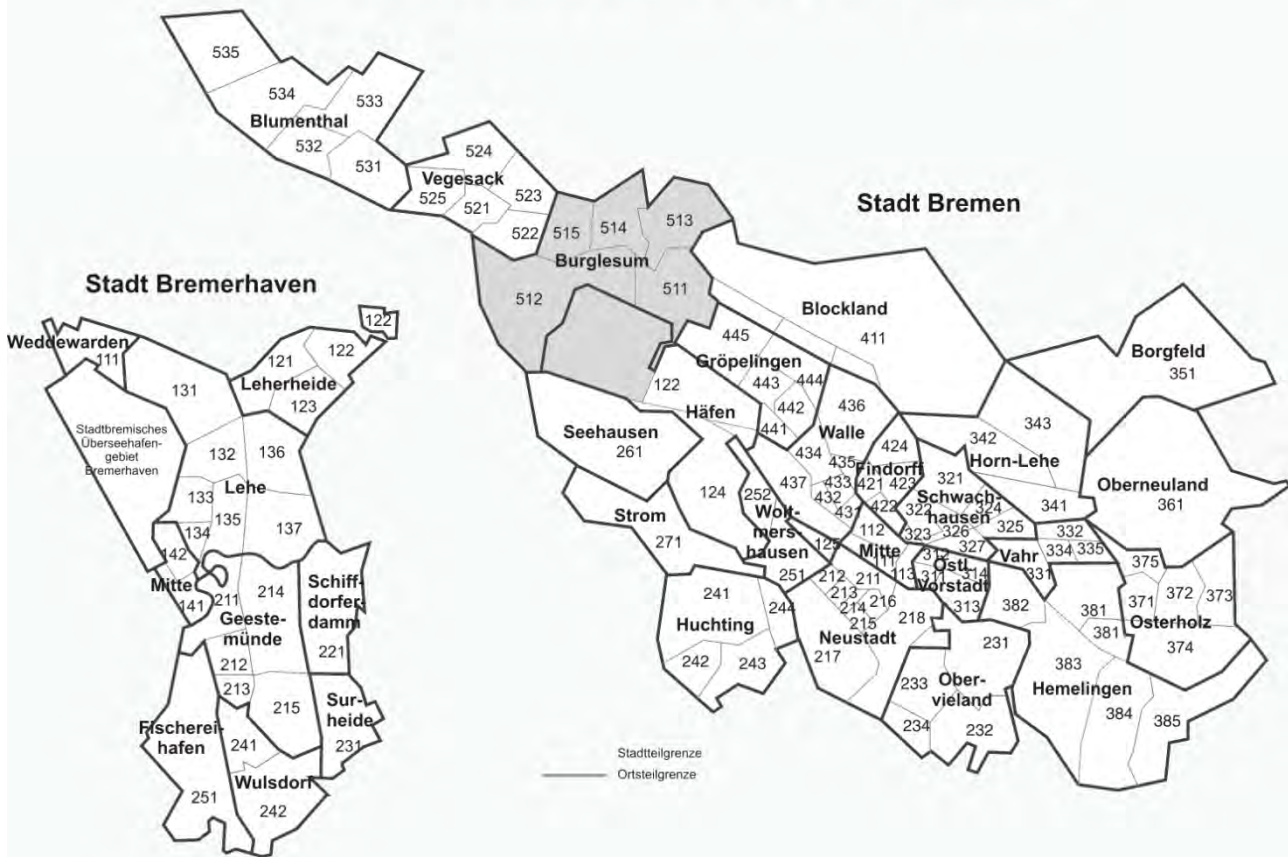 535
534
533
Blumenthal
532
531
524
Vegesack
525
521
523
522
Stadt Bremen
515
514
513
Burglesum
512
511
Stadt Bremerhaven
Blockland
411
Borgfeld
351
Weddewarden
111
122
121
122
Leherheide
123
131
445
Gröpelingen
443
444
442
441
122
Häfen
436
Walle
434
435
433
437
432
431
424
Findorff
421
423
422
343
342
Horn-Lehe
341
Oberneuland
361
Seehausen
261
Stadtbremisches
Überseehafen-
gebiet
Bremerhaven
132
136
Lehe
133
135
134
137
142
Mitte
141
124
252
Wolt-
mers-
hausen
125
251
Strom
271
321
Schwach-
hausen
322
324
323
326
325
327
112
Mitte
111
113
312
Östl.
Vorstadt
311
314
313
Vahr
332
334
335
331
375
371
372
373
Osterholz
374
211
214
Geeste-
münde
212
213
215
Schiff-
dorfer-
damm
221
241
244
Huchting
242
243
212
211
213
214
216
215
Neustadt
218
217
382
381
381
383
Hemelingen
384
385
231
233
Ober-
vieland
234
232
Sur-
heide
231
Fischerei-
hafen
251
241
Wulsdorf
242
Stadtteilgrenze
Ortsteilgrenze